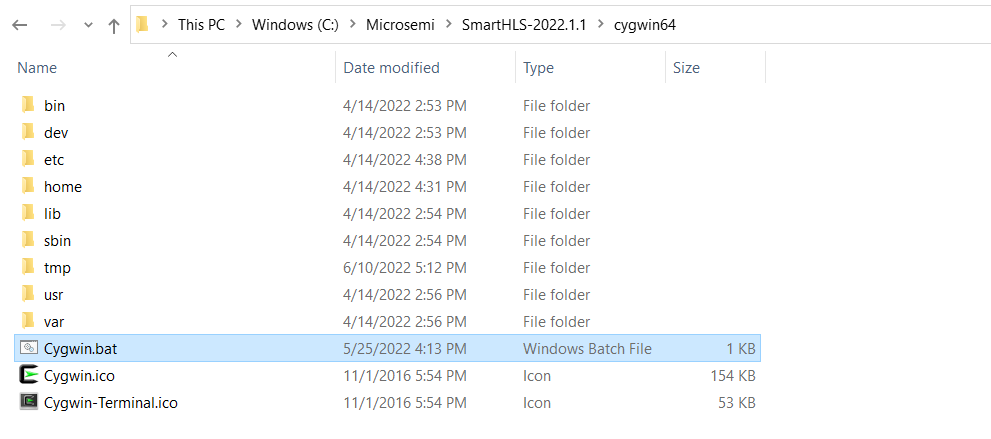 This PC > Windows (C:) > Microsemi > SmartHLS-2022.1.1 > cygwin64
Name Date modified Type Size
bin 4/14/2022 2:53 PM File folder
dev 4/14/2022 2:53 PM File folder
etc 4/14/2022 4:38 PM File folder
home 4/14/2022 4:31 PM File folder
lib 4/14/2022 2:54 PM File folder
sbin 4/14/2022 2:54 PM File folder
tmp 6/10/2022 5:12 PM File folder
usr 4/14/2022 2:56 PM File folder
var 4/14/2022 2:56 PM File folder
Cygwin.bat 5/25/2022 4:13 PM Windows Batch File 1 KB
Cygwin.ico 11/1/2016 5:54 PM Icon 154 KB
Cygwin-Terminal.ico 11/1/2016 5:54 PM Icon 53 KB